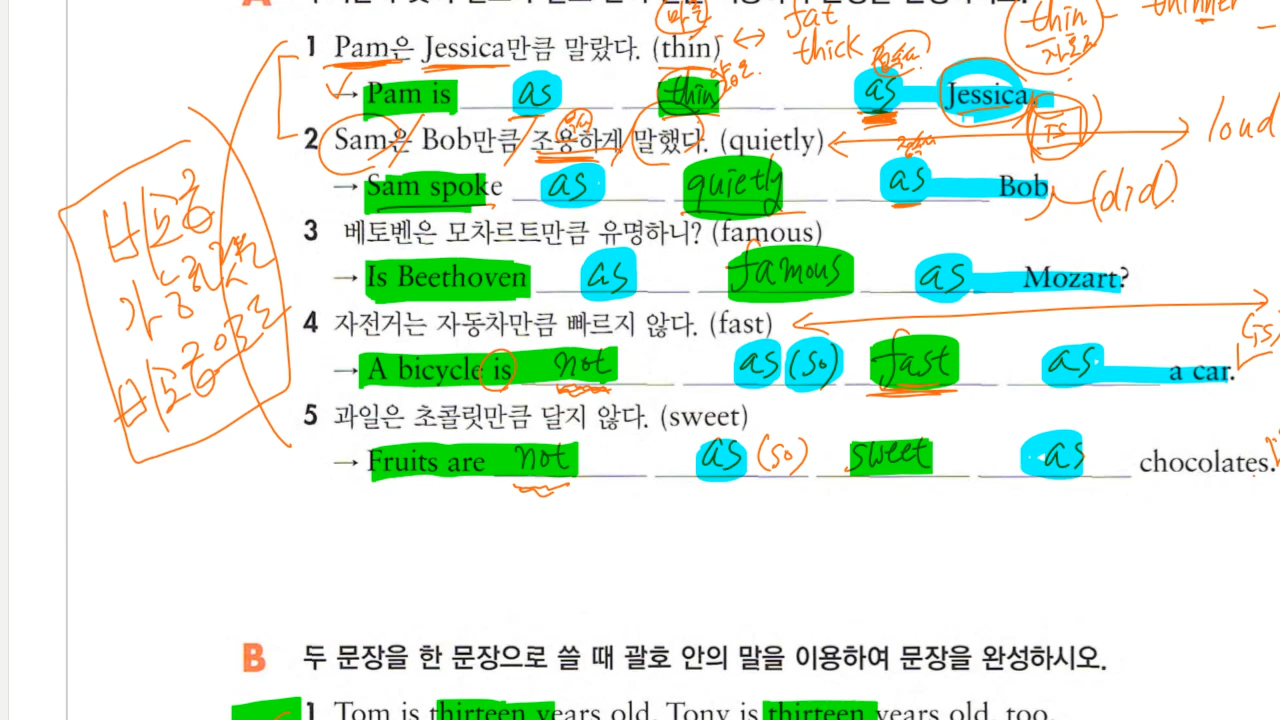 A
thin thinner
fat
1 Pam은 Jessica만큼 말랐다. (thin) ↔ thick
→ Pam is as thin as Jessica.
2 Sam은 Bob만큼 조용하게 말했다. (quietly) ↔ loud
→ Sam spoke as quietly as Bob (did).
비교급
3 베토벤은 모차르트만큼 유명하니? (famous)
→ Is Beethoven as famous as Mozart?
4 자전거는 자동차만큼 빠르지 않다. (fast)
→ A bicycle is not as (so) fast as a car.
5 과일은 초콜릿만큼 달지 않다. (sweet)
→ Fruits are not as (so) sweet as chocolates.
B 두 문장을 한 문장으로 쓸 때 괄호 안의 말을 이용하여 문장을 완성하시오.
1 Tom is thirteen years old. Tony is thirteen years old, too.